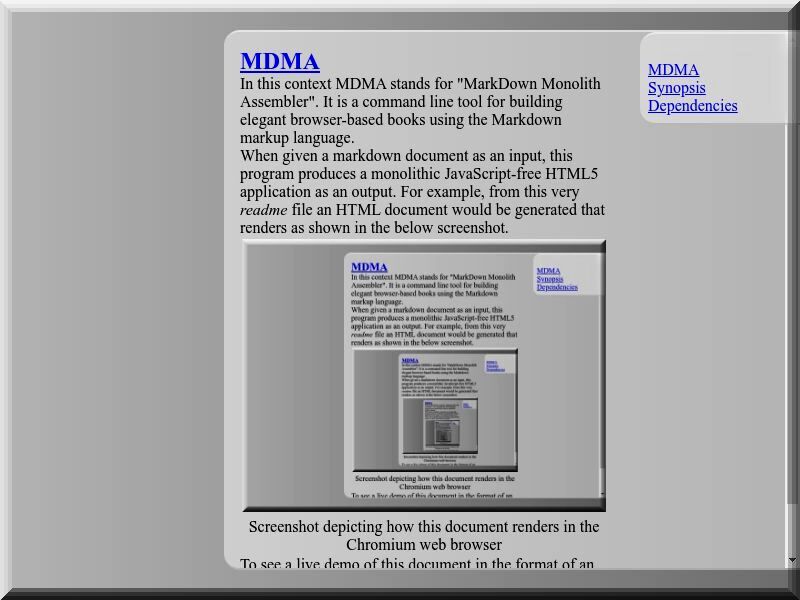 MDMA
In this context MDMA stands for "MarkDown Monolith
Assembler". It is a command line tool for building
elegant browser-based books using the Markdown
markup language.
When given a markdown document as an input, this
program produces a monolithic JavaScript-free HTML5
application as an output. For example, from this very
readme file an HTML document would be generated that
renders as shown in the below screenshot.
MDMA
In this context MDMA stands for "MarkDown Monolith
Assembler". It is a command line tool for building
elegant browser-based books using the Markdown
markup language.
When given a markdown document as an input, this
program produces a monolithic JavaScript-free HTML5
application as an output. For example, from this very
readme file an HTML document would be generated that
renders as shown in the below screenshot.
MDMA
Synopsis
Dependencies
Screenshot depicting how this document renders in the
Chromium web browser
To see a live demo of this document in the format of an
Screenshot depicting how this document renders in the
Chromium web browser
To see a live demo of this document in the format of an
MDMA
Synopsis
Dependencies